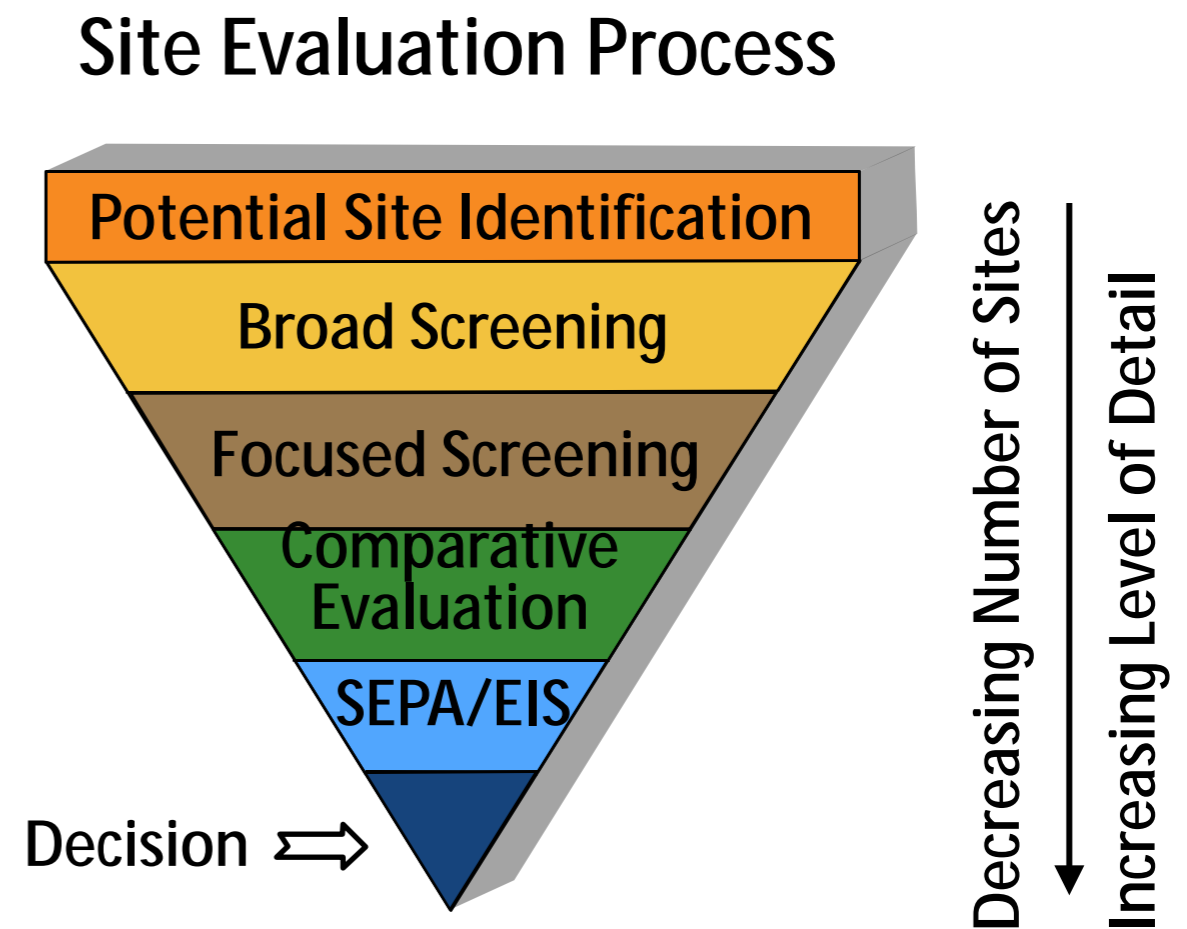 Site Evaluation Process
Potential Site Identification
Broad Screening
Focused Screening
Comparative
Evaluation
SEPA/EIS
Decision
Decreasing Number of Sites
Increasing Level of Detail